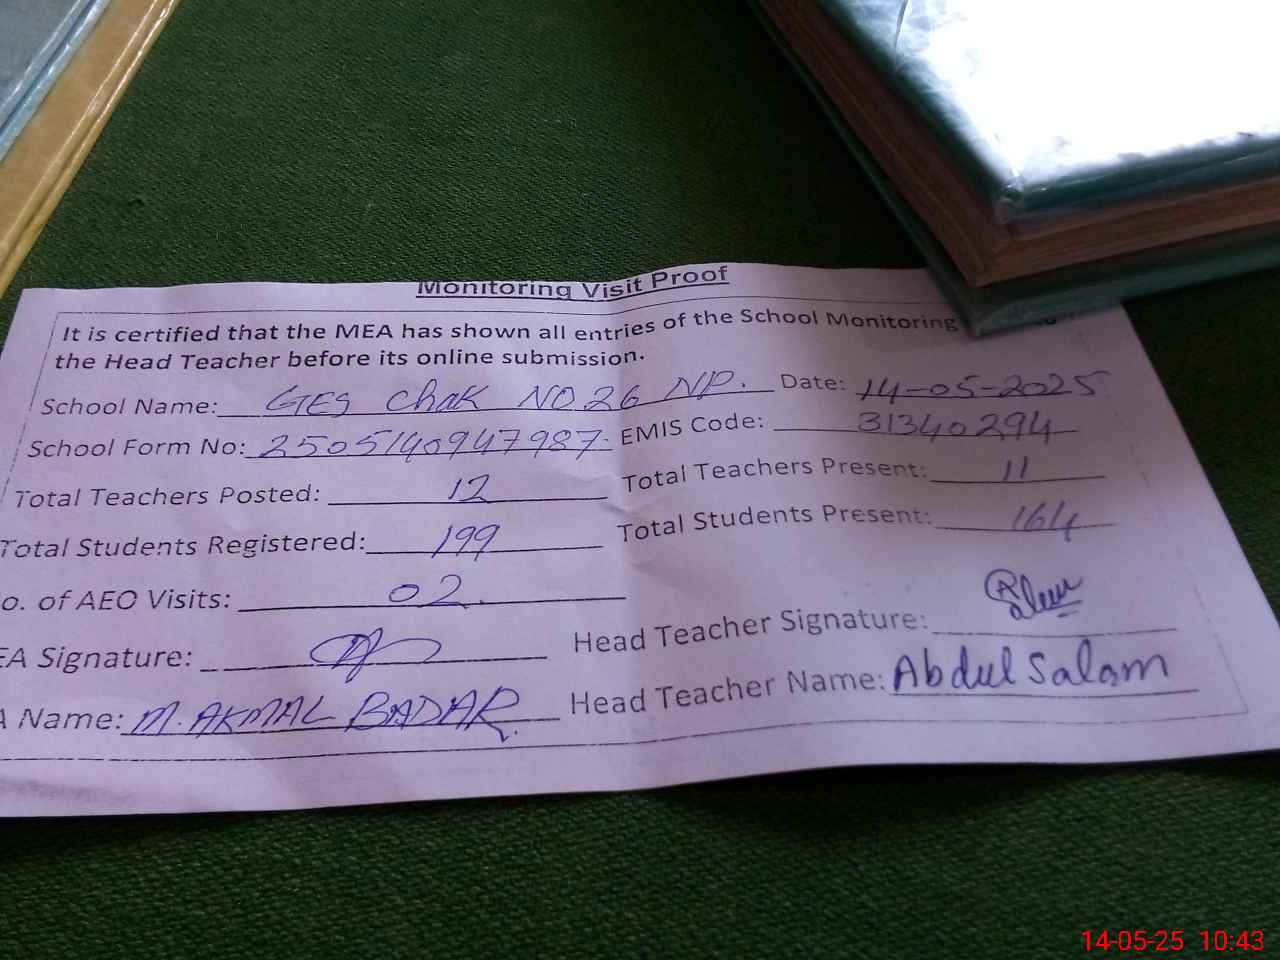 Monitoring Visit Proof
It is certified that the MEA has shown all entries of the School Monitoring
the Head Teacher before its online submission.
School Name: GES Chak NO.26 NP. Date: 14-05-2025
School Form No: 2505140947987. EMIS Code: 31340294
Total Teachers Posted: 12 Total Teachers Present: 11
Total Students Registered: 199 Total Students Present: 164
o. of AEO Visits: 02. Head Teacher Signature:
EA Signature: Head Teacher Name: Abdul Salam
A Name: M. AKMAL BADAR.
14-05-25 10:43